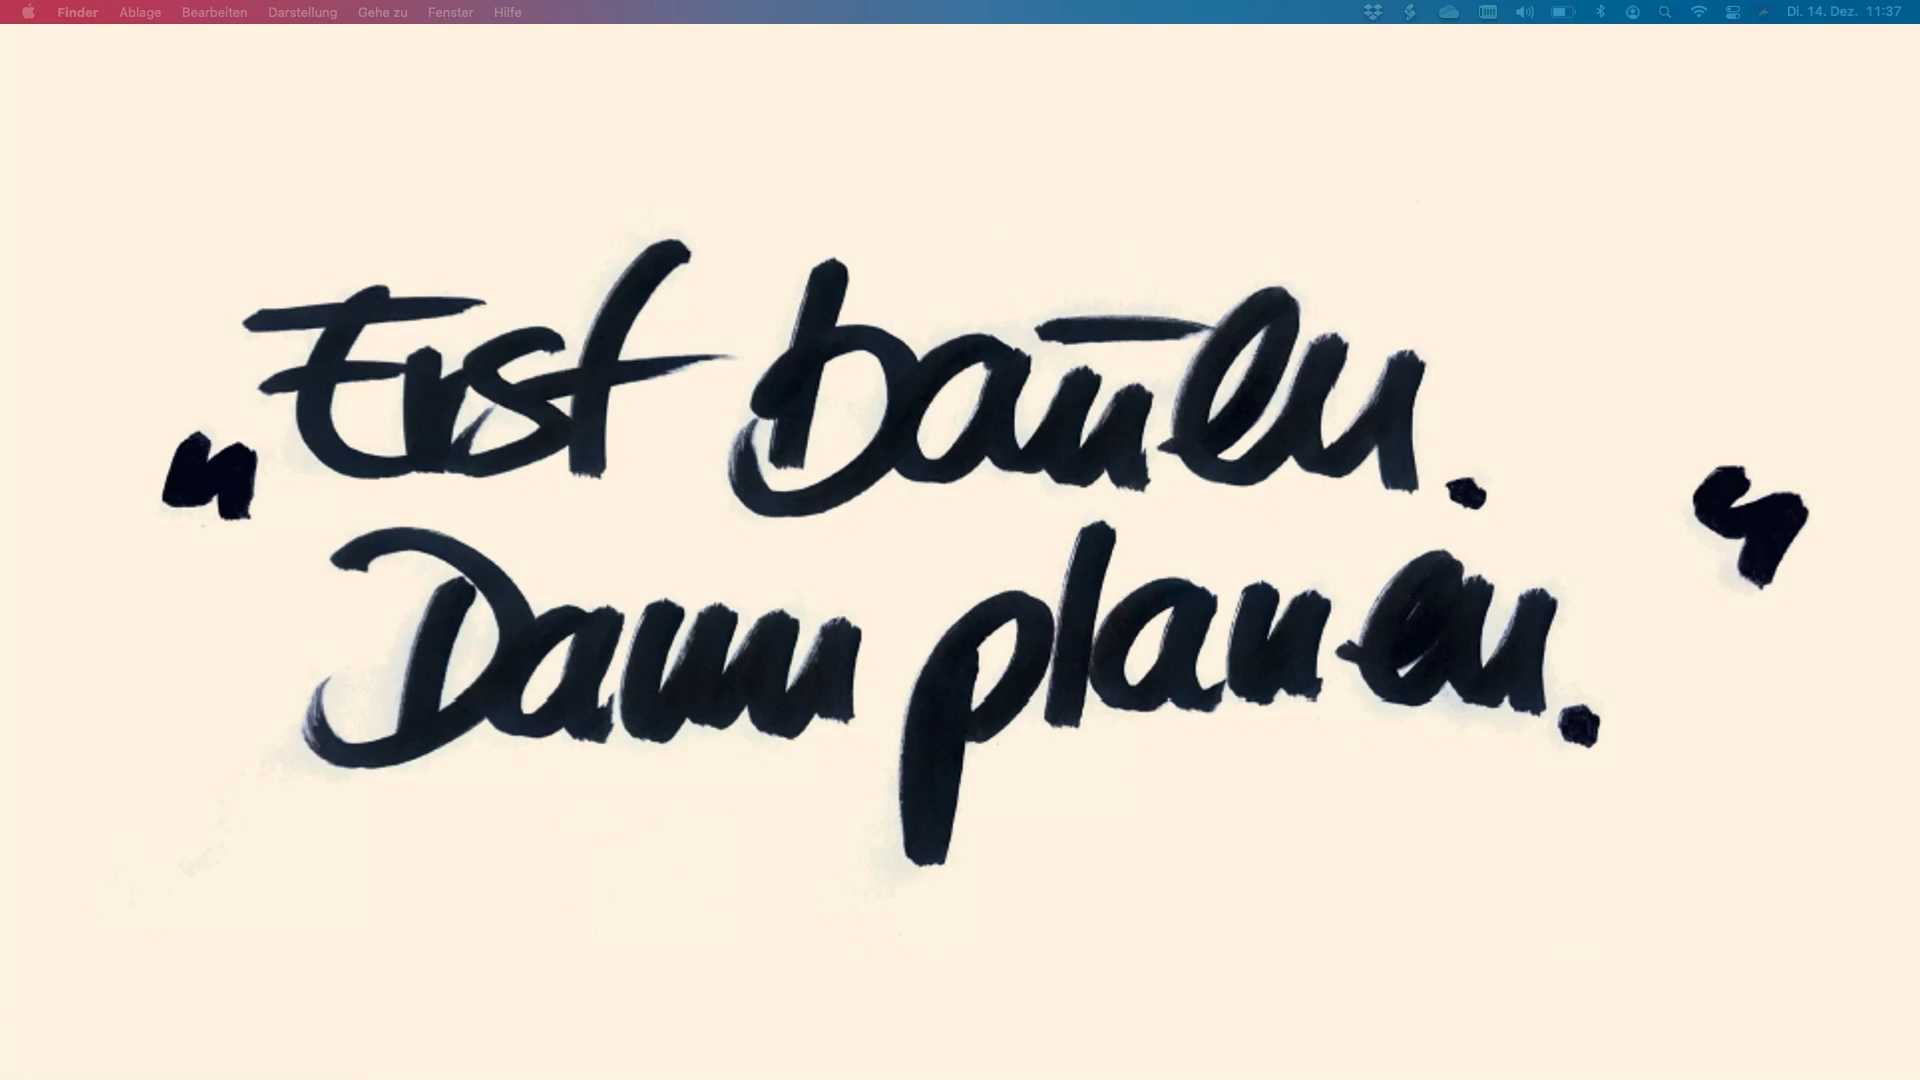 Finder Ablage Bearbeiten Darstellung Gehe zu Fenster Hilfe Di. 14. Dez. 11:37
"Erst bauen.
Dann planen."